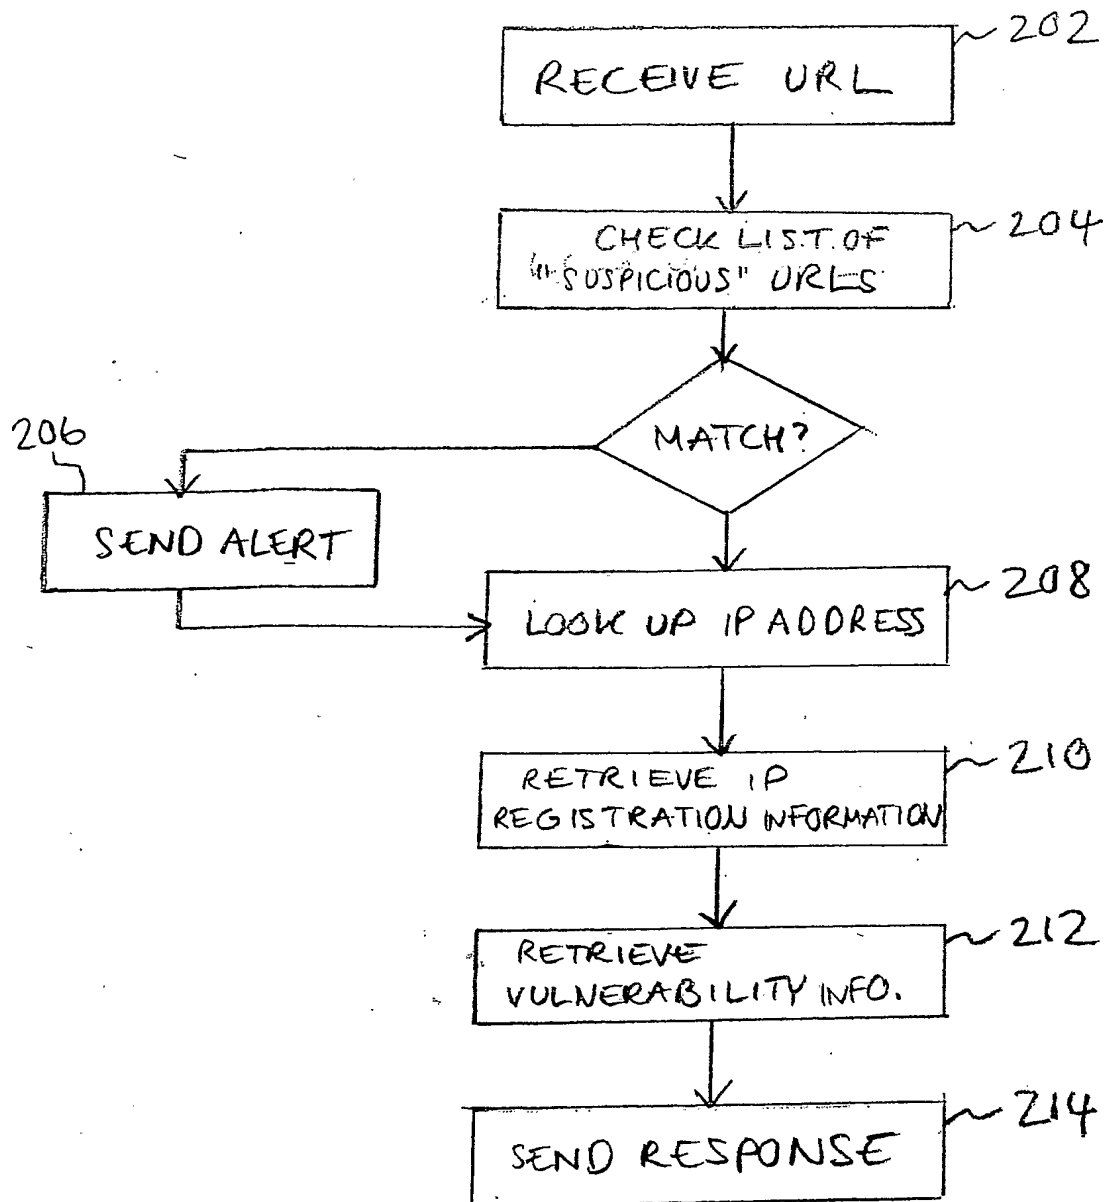 RECEIVE URL
202
CHECK LIST OF
"SUSPICIOUS" URLS
204
MATCH?
206
SEND ALERT
LOOK UP IP ADDRESS
208
RETRIEVE IP
REGISTRATION INFORMATION
210
RETRIEVE
VULNERABILITY INFO.
212
SEND RESPONSE
214